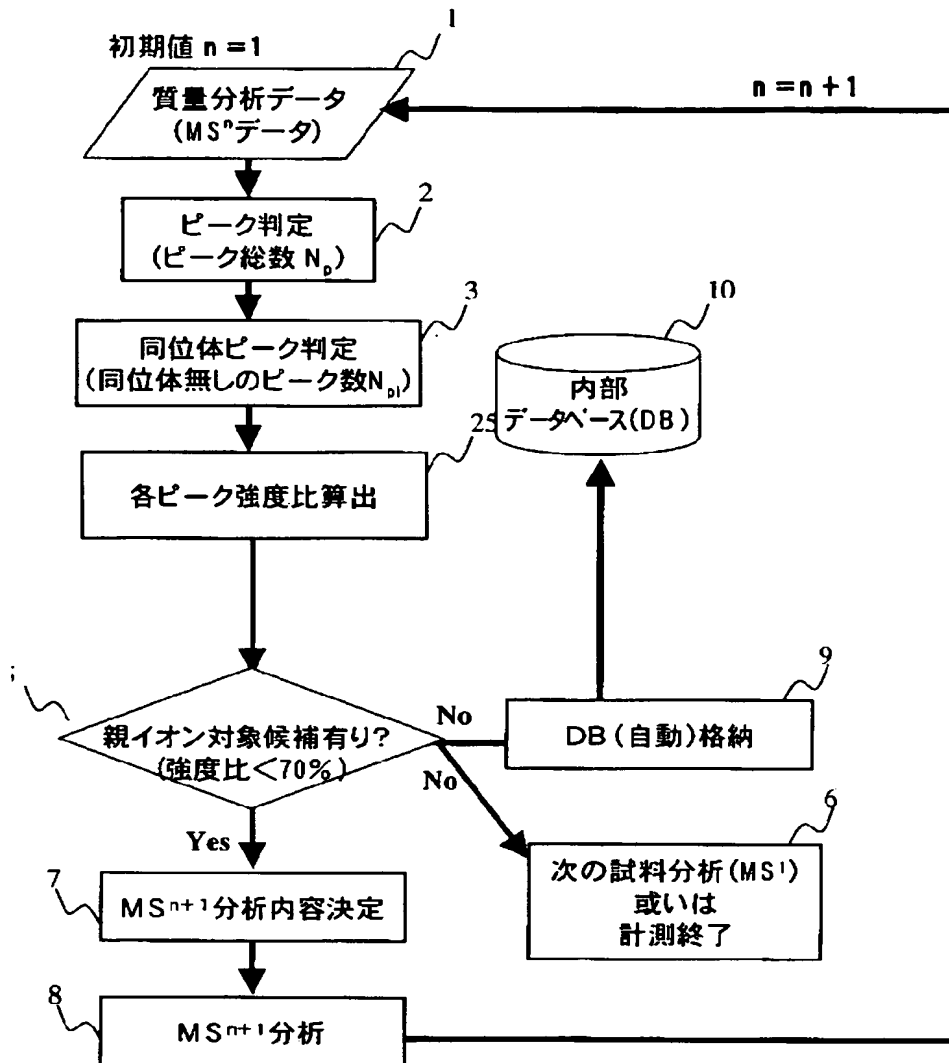 1
初期値 n=1
質量分析データ
(MSⁿデータ)
n=n+1
2
ピーク判定
(ピーク総数 Nₚ)
3
同位体ピーク判定
(同位体無しのピーク数Nₚₗ)
10
内部
データベース(DB)
25
各ピーク強度比算出
;
親イオン対象候補有り?
(強度比<70%)
No
No
9
DB(自動)格納
Yes
6
次の試料分析(MS¹)
或いは
計測終了
7
MSⁿ⁺¹分析内容決定
8
MSⁿ⁺¹分析